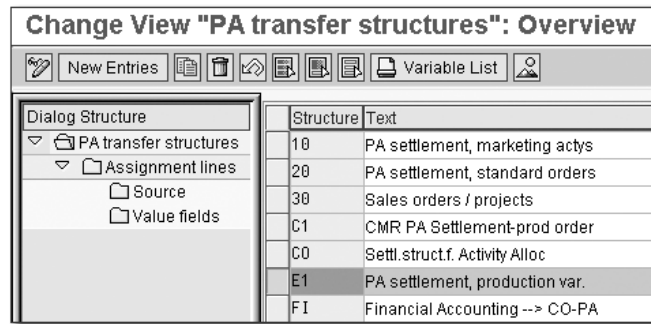 Change View "PA transfer structures": Overview
New Entries Variable List
Dialog Structure
PA transfer structures
Assignment lines
Source
Value fields
Structure Text
10 PA settlement, marketing actys
20 PA settlement, standard orders
30 Sales orders / projects
C1 CMR PA Settlement-prod order
CO Settl.struct.f. Activity Alloc
E1 PA settlement, production var.
FI Financial Accounting --> CO-PA